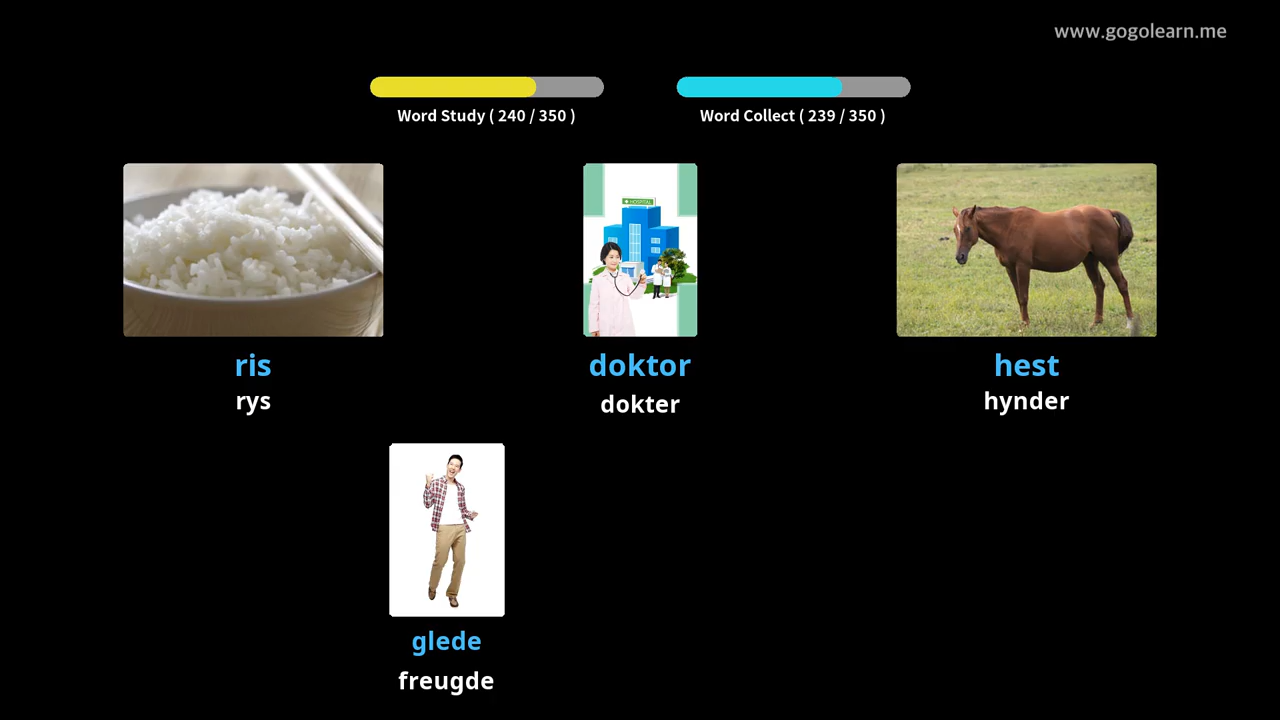 www.gogolearn.me
Word Study ( 240 / 350 )
Word Collect ( 239 / 350 )
HOSPITAL
ris
doktor
hest
rys
dokter
hynder
glede
freugde